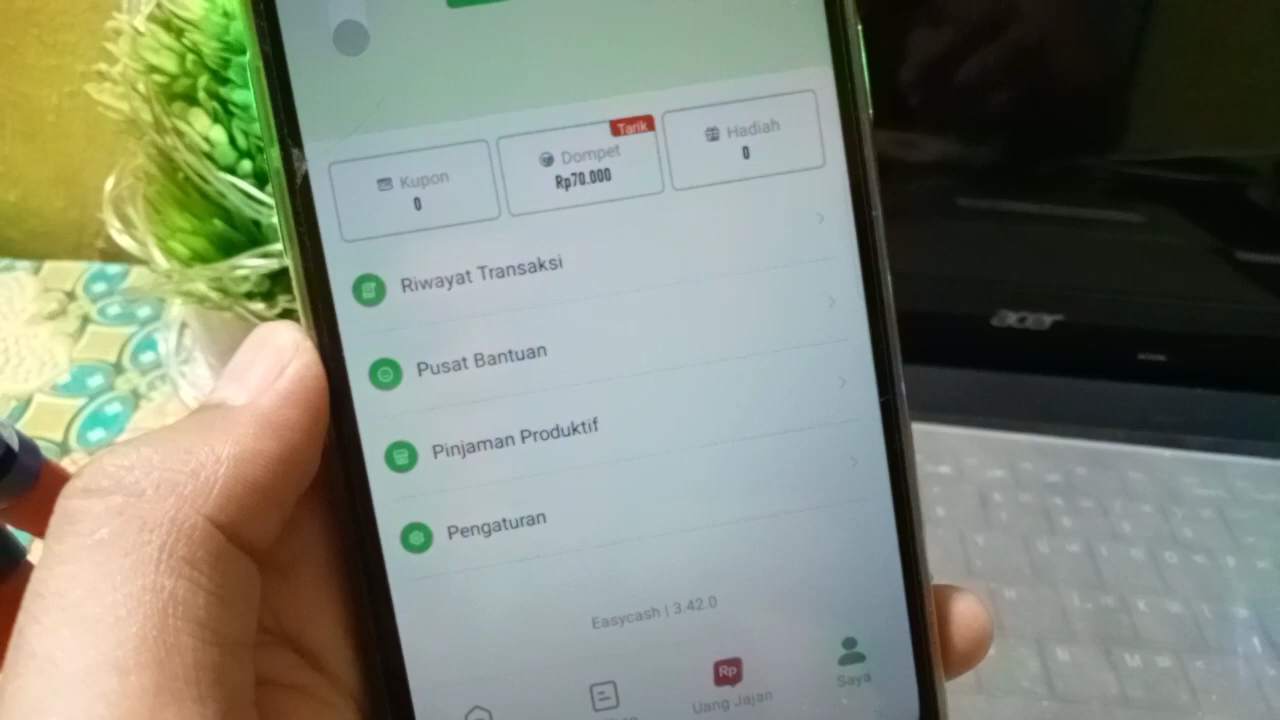 Tarik
Kupon
0
Dompet
Rp70.000
Hadiah
0
Riwayat Transaksi
Pusat Bantuan
Pinjaman Produktif
Pengaturan
Easycash | 3.42.0
Rp
Uang Jajan
Saya
acer